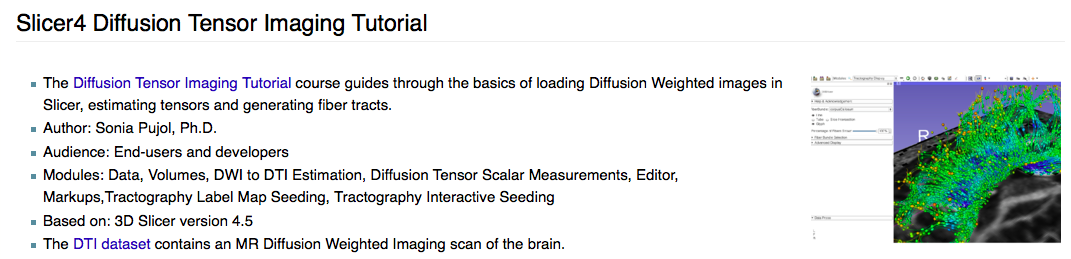 Slicer4 Diffusion Tensor Imaging Tutorial
The Diffusion Tensor Imaging Tutorial course guides through the basics of loading Diffusion Weighted images in
Slicer, estimating tensors and generating fiber tracts.
Author: Sonia Pujol, Ph.D.
Audience: End-users and developers
Modules: Data, Volumes, DWI to DTI Estimation, Diffusion Tensor Scalar Measurements, Editor,
Markups,Tractography Label Map Seeding, Tractography Interactive Seeding
Based on: 3D Slicer version 4.5
The DTI dataset contains an MR Diffusion Weighted Imaging scan of the brain.
R